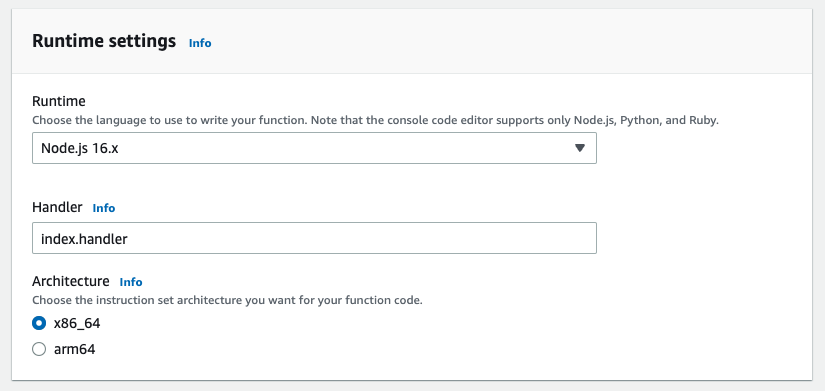 Runtime settings Info
Runtime
Choose the language to use to write your function. Note that the console code editor supports only Node.js, Python, and Ruby.
Node.js 16.x
Handler Info
index.handler
Architecture Info
Choose the instruction set architecture you want for your function code.
x86_64
arm64